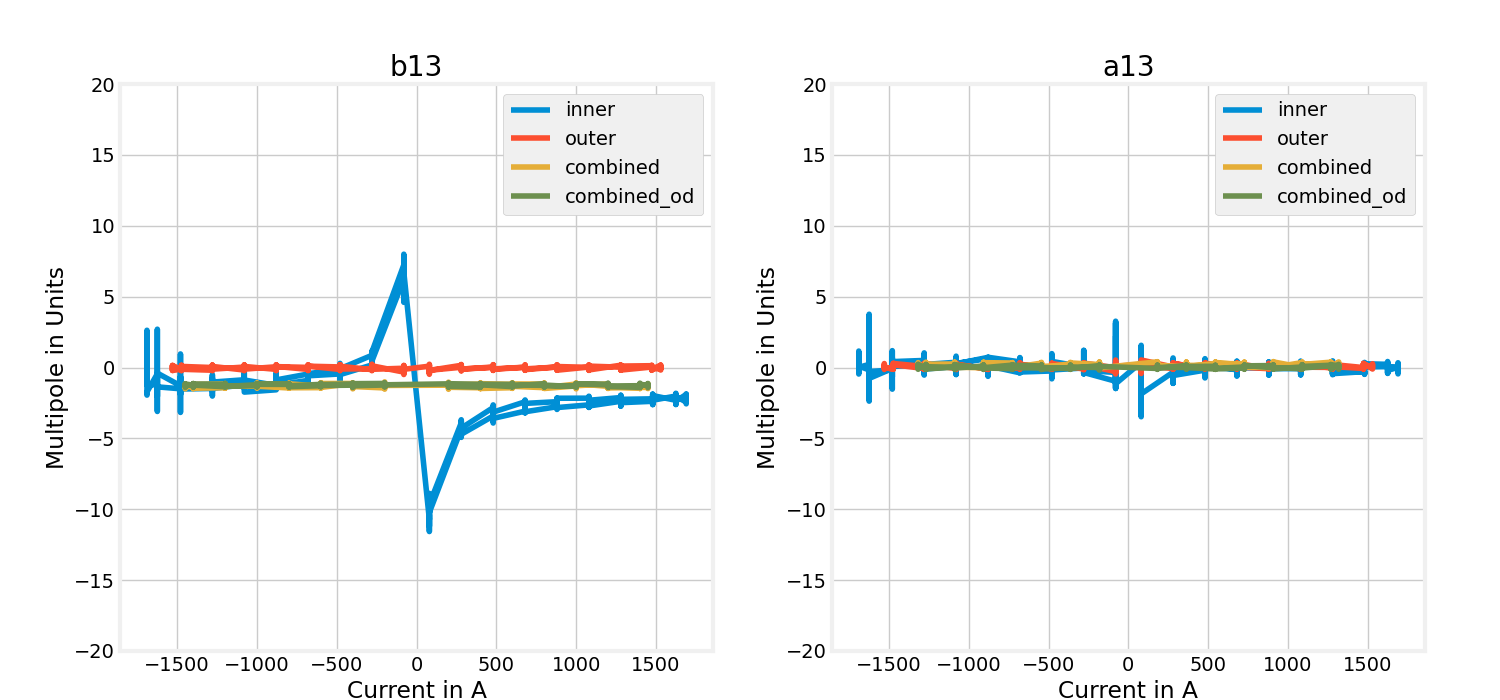 b13
20
15
10
5
0
−5
−10
−15
−20
−1500 −1000 −500 0 500 1000 1500
Current in A
Multipole in Units
inner
outer
combined
combined_od
a13
20
15
10
5
0
−5
−10
−15
−20
−1500 −1000 −500 0 500 1000 1500
Current in A
Multipole in Units
inner
outer
combined
combined_od